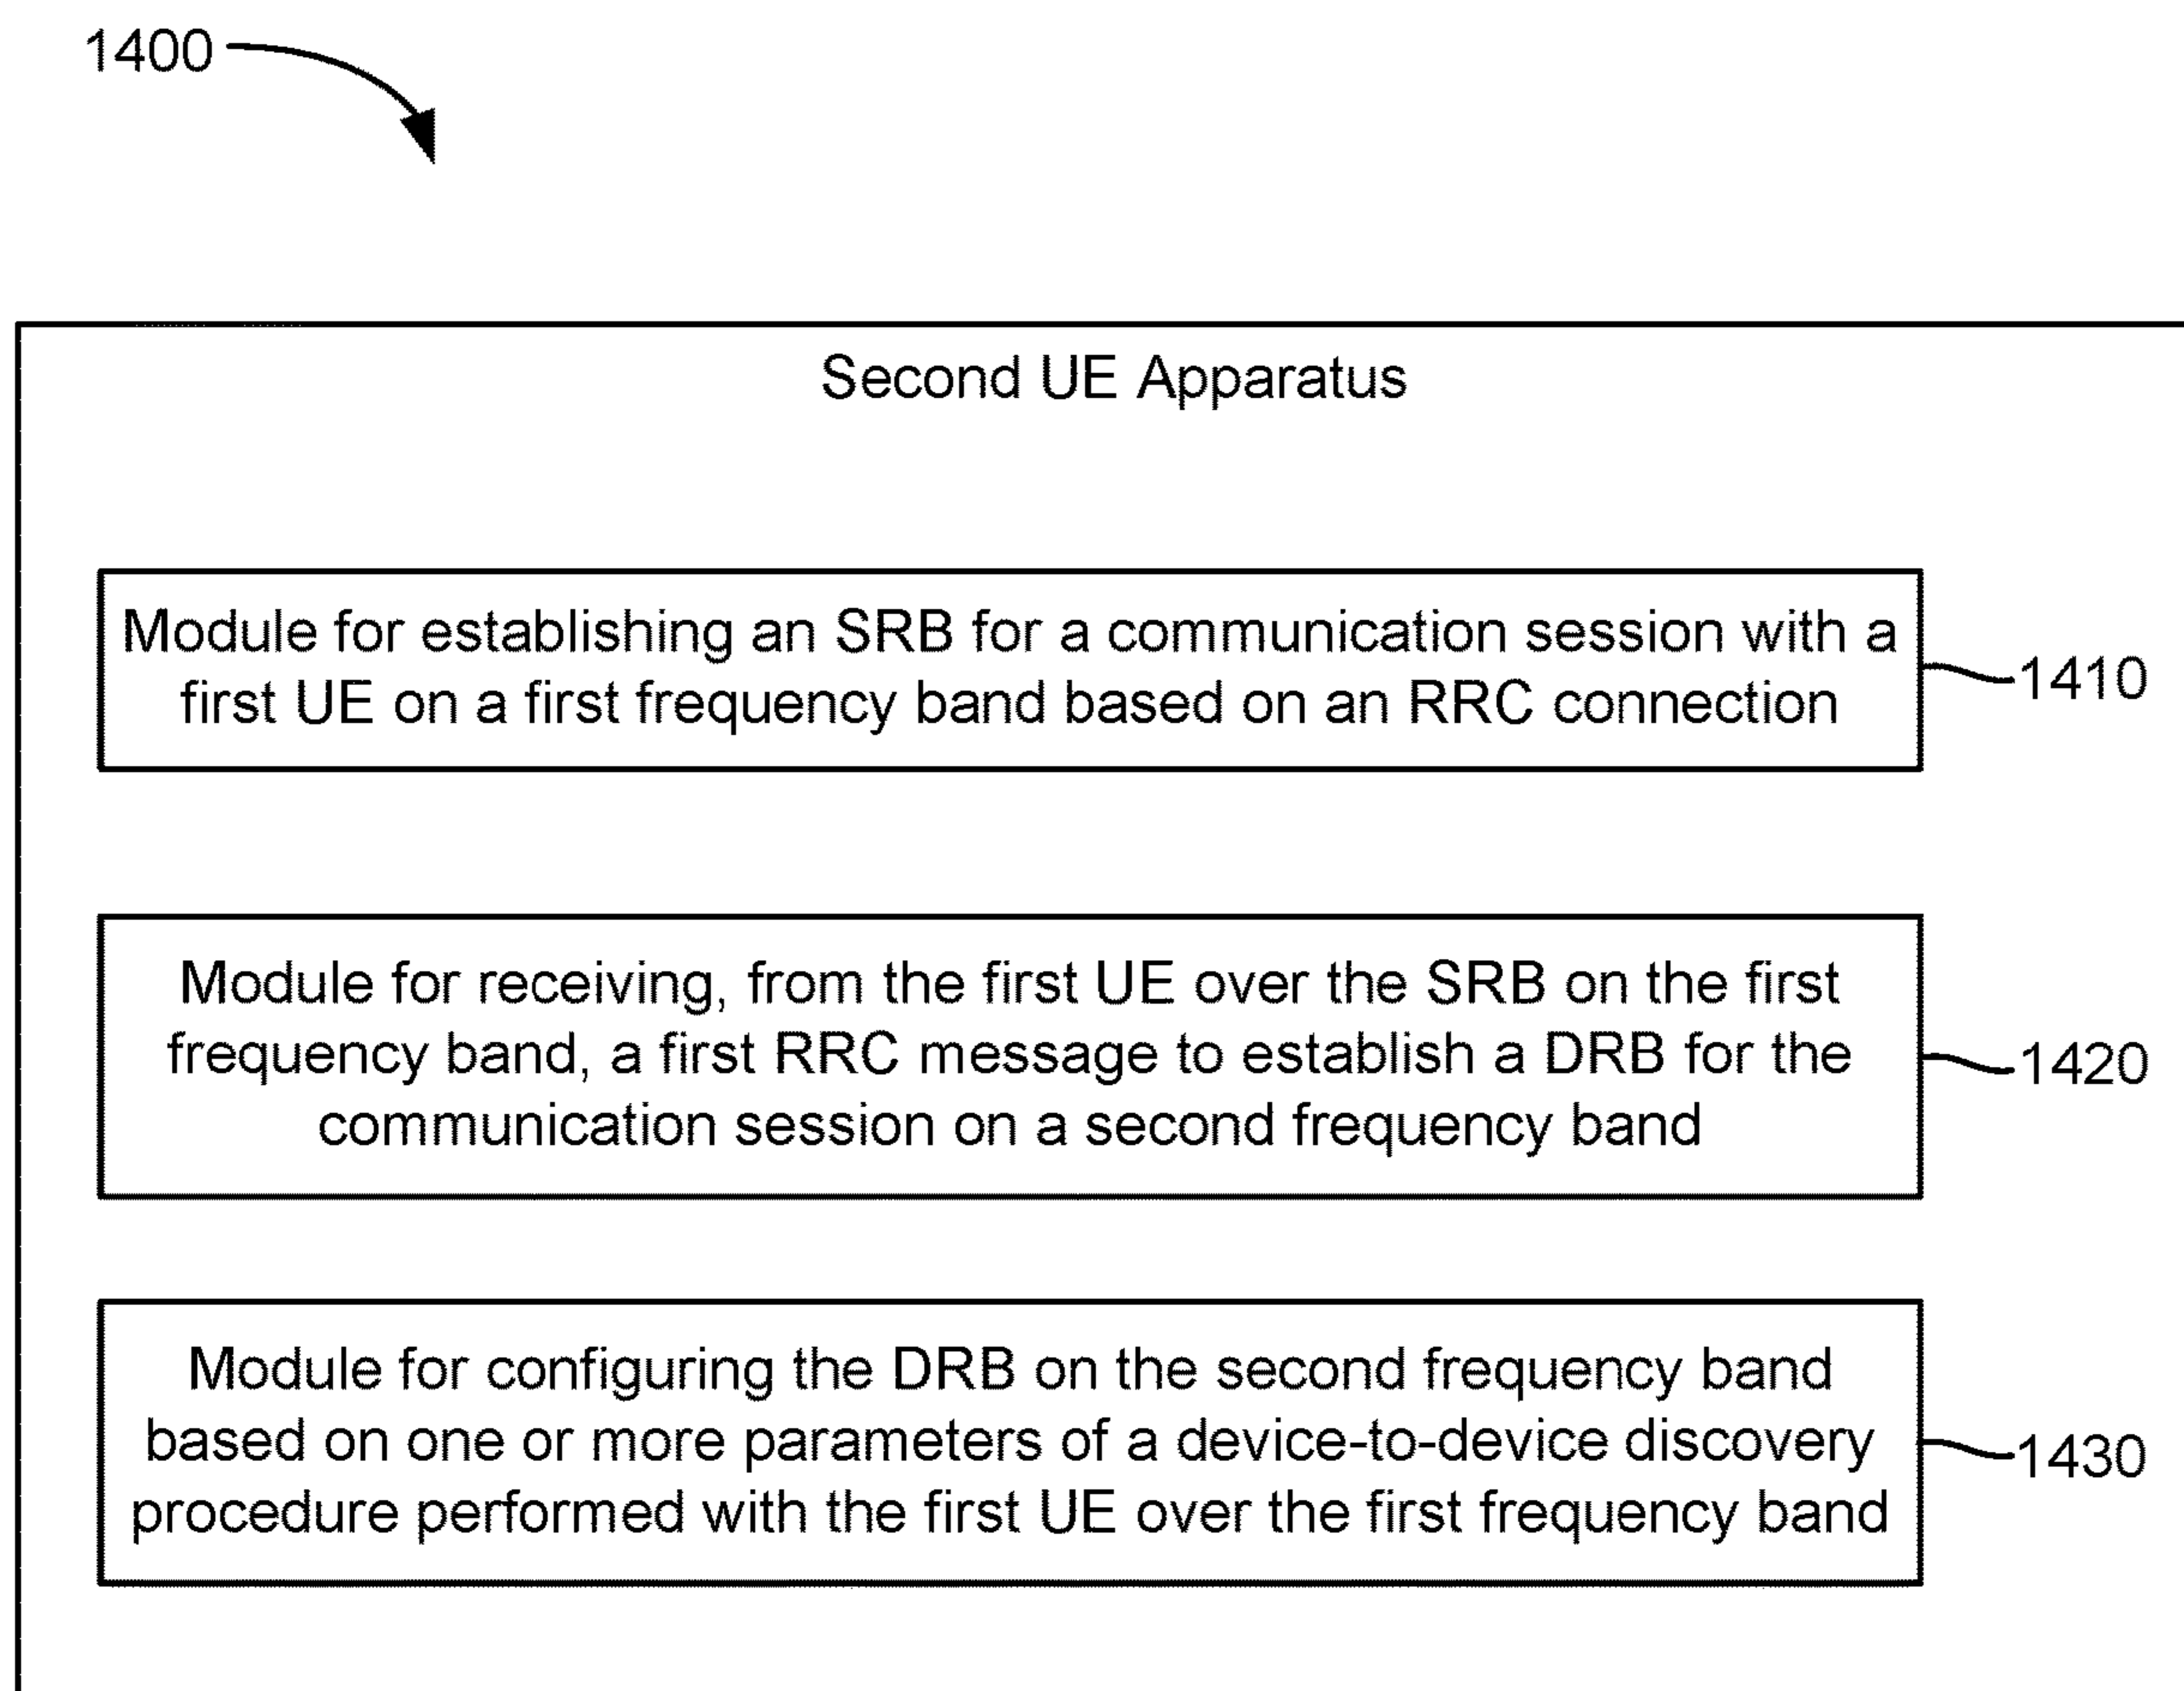 1400
Second UE Apparatus
Module for establishing an SRB for a communication session with a
first UE on a first frequency band based on an RRC connection
1410
Module for receiving, from the first UE over the SRB on the first
frequency band, a first RRC message to establish a DRB for the
communication session on a second frequency band
1420
Module for configuring the DRB on the second frequency band
based on one or more parameters of a device-to-device discovery
procedure performed with the first UE over the first frequency band
1430